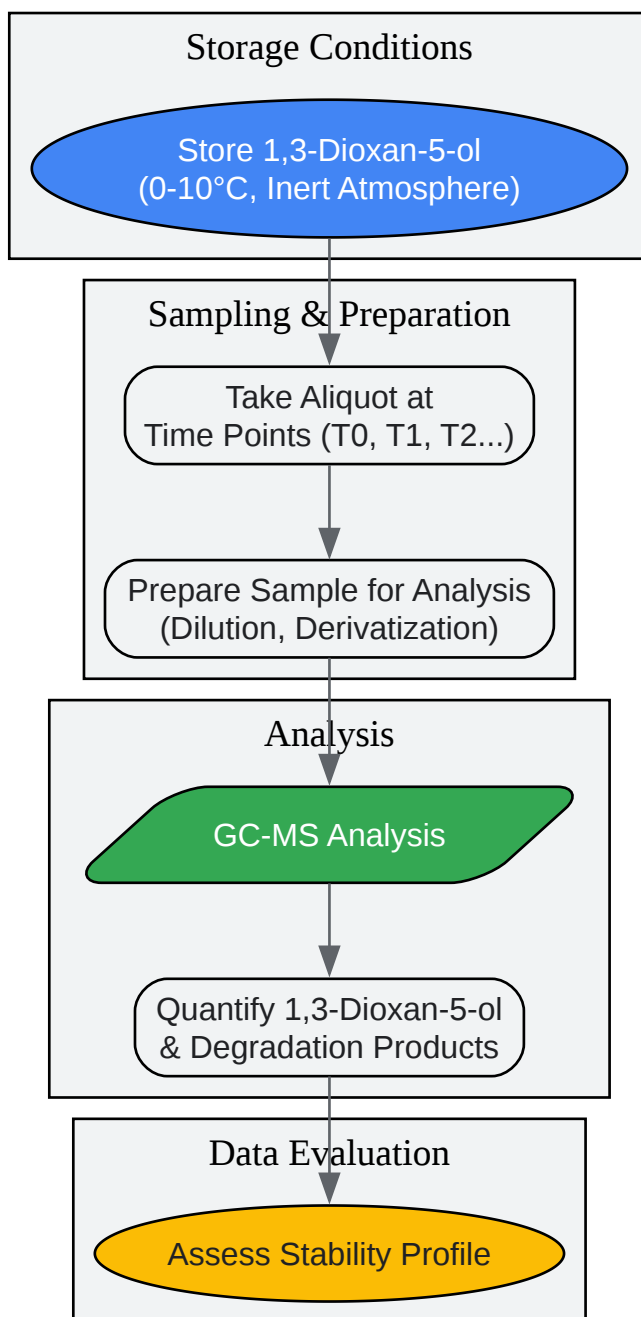 Storage Conditions
Store 1,3-Dioxan-5-ol
(0-10°C, Inert Atmosphere)
Sampling & Preparation
Take Aliquot at
Time Points (T0, T1, T2...)
Prepare Sample for Analysis
(Dilution, Derivatization)
Analysis
GC-MS Analysis
Quantify 1,3-Dioxan-5-ol
& Degradation Products
Data Evaluation
Assess Stability Profile